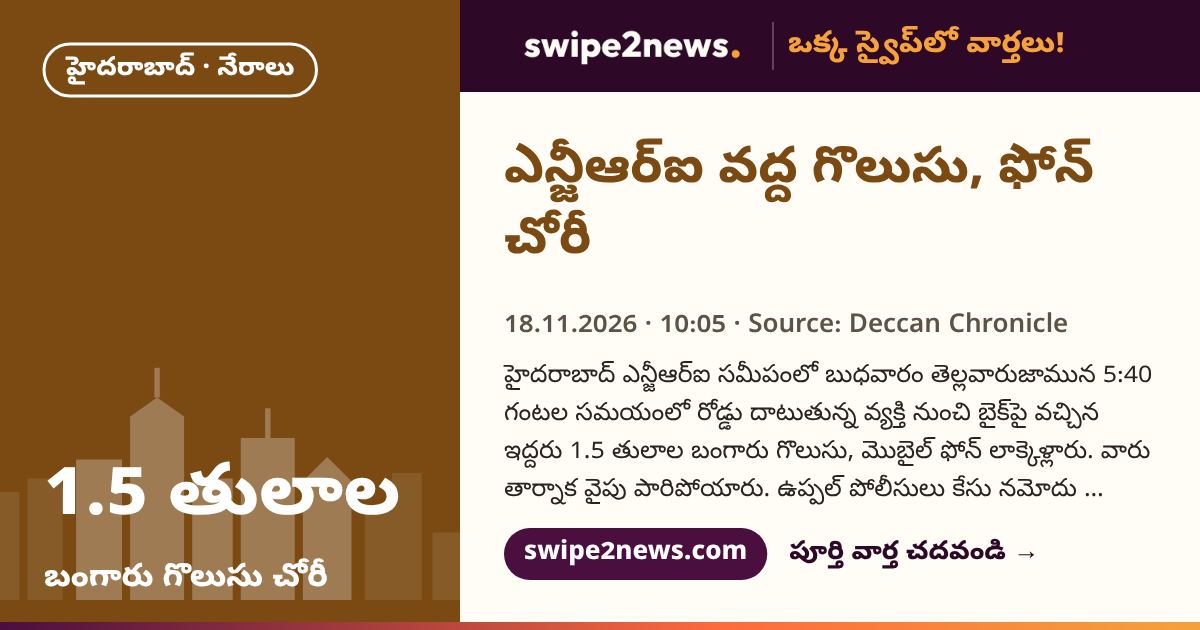 హైదరాబాద్ · నేరాలు
1.5 తులాల
బంగారు గొలుసు చోరీ
swipe2news.
ఒక్క స్వైప్‌లో వార్తలు!
ఎన్జీఆర్ఐ వద్ద గొలుసు, ఫోన్
చోరీ
18.11.2026 · 10:05 · Source: Deccan Chronicle
హైదరాబాద్ ఎన్జీఆర్ఐ సమీపంలో బుధవారం తెల్లవారుజామున 5:40
గంటల సమయంలో రోడ్డు దాటుతున్న వ్యక్తి నుంచి బైక్‌పై వచ్చిన
ఇద్దరు 1.5 తులాల బంగారు గొలుసు, మొబైల్ ఫోన్ లాక్కెళ్లారు. వారు
తార్నాక వైపు పారిపోయారు. ఉప్పల్ పోలీసులు కేసు నమోదు ...
swipe2news.com
పూర్తి వార్త చదవండి →